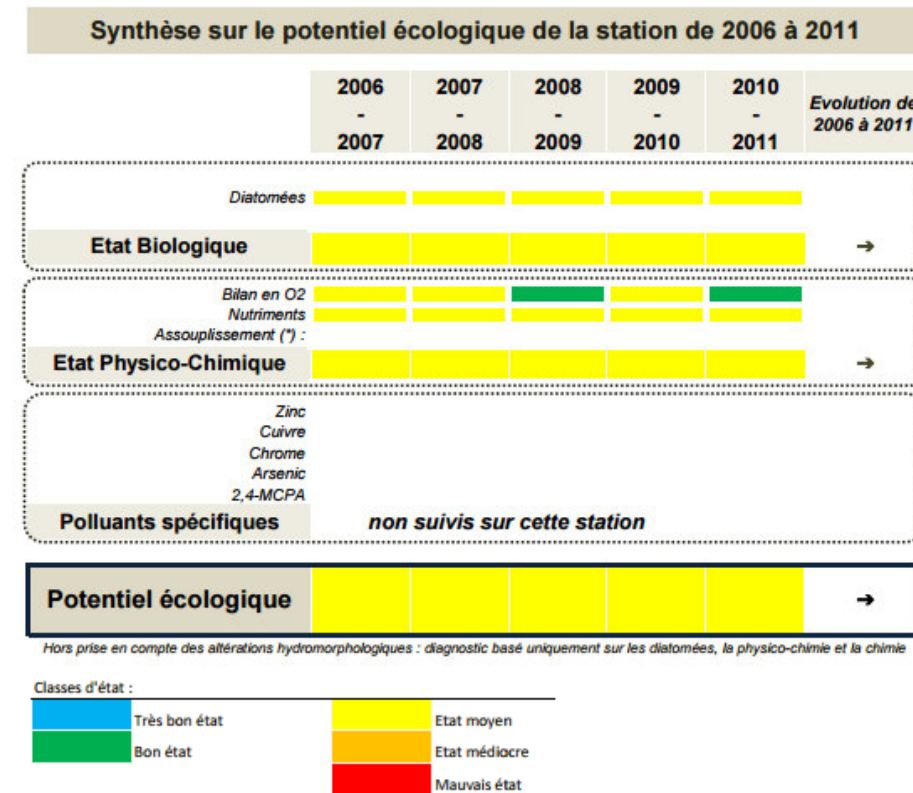 Synthèse sur le potentiel écologique de la station de 2006 à 2011
2006 - 2007
2007 - 2008
2008 - 2009
2009 - 2010
2010 - 2011
Evolution de
2006 à 2011
Diatomées
Etat Biologique →
Bilan en O2
Nutriments
Assouplissement (*) :
Etat Physico-Chimique →
Zinc
Cuivre
Chrome
Arsenic
2,4-MCPA
Polluants spécifiques non suivis sur cette station
Potentiel écologique →
Hors prise en compte des altérations hydromorphologiques : diagnostic basé uniquement sur les diatomées, la physico-chimie et la chimie
Classes d'état :
Très bon état Etat moyen
Bon état Etat médiocre
Mauvais état